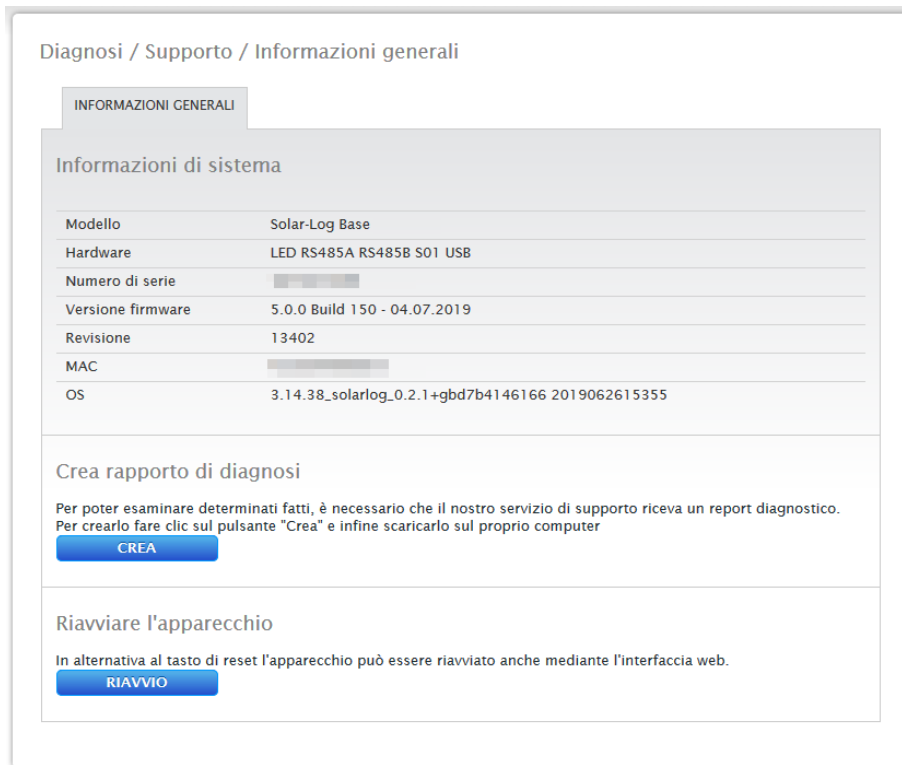 Diagnosi / Supporto / Informazioni generali
INFORMAZIONI GENERALI
Informazioni di sistema
Modello Solar-Log Base
Hardware LED RS485A RS485B S01 USB
Numero di serie
Versione firmware 5.0.0 Build 150 - 04.07.2019
Revisione 13402
MAC
OS 3.14.38_solarlog_0.2.1+gbd7b4146166 2019062615355
Crea rapporto di diagnosi
Per poter esaminare determinati fatti, è necessario che il nostro servizio di supporto riceva un report diagnostico.
Per crearlo fare clic sul pulsante "Crea" e infine scaricarlo sul proprio computer
CREA
Riavviare l'apparecchio
In alternativa al tasto di reset l'apparecchio può essere riavviato anche mediante l'interfaccia web.
RIAVVIO